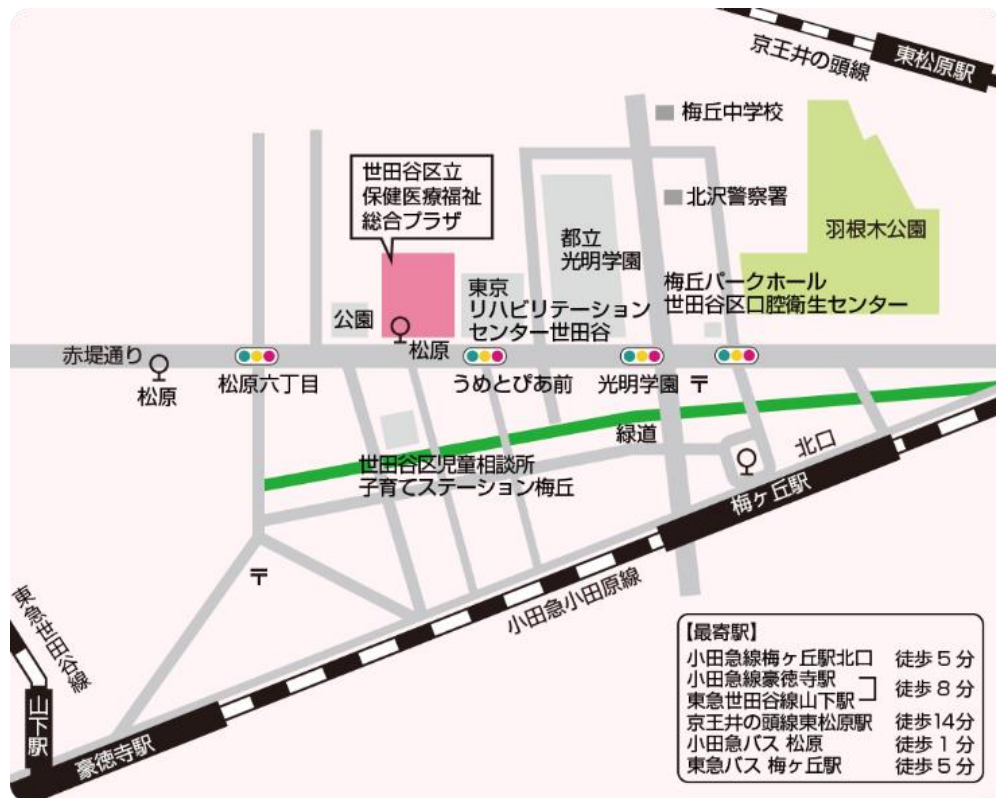 京王井の頭線
東松原駅
梅丘中学校
世田谷区立
保健医療福祉
総合プラザ
北沢警察署
羽根木公園
都立
光明学園
梅丘パークホール
世田谷区口腔衛生センター
東京
リハビリテーション
センター世田谷
公園
松原
赤堤通り
松原
松原六丁目
うめとぴあ前
光明学園
〒
緑道
北口
世田谷区児童相談所
子育てステーション梅丘
梅ヶ丘駅
〒
小田急小田原線
東急世田谷線
山下駅
豪徳寺駅
【最寄駅】
小田急線梅ヶ丘駅北口 徒歩5分
小田急線豪徳寺駅
東急世田谷線山下駅 徒歩8分
京王井の頭線東松原駅 徒歩14分
小田急バス 松原 徒歩1分
東急バス 梅ヶ丘駅 徒歩5分